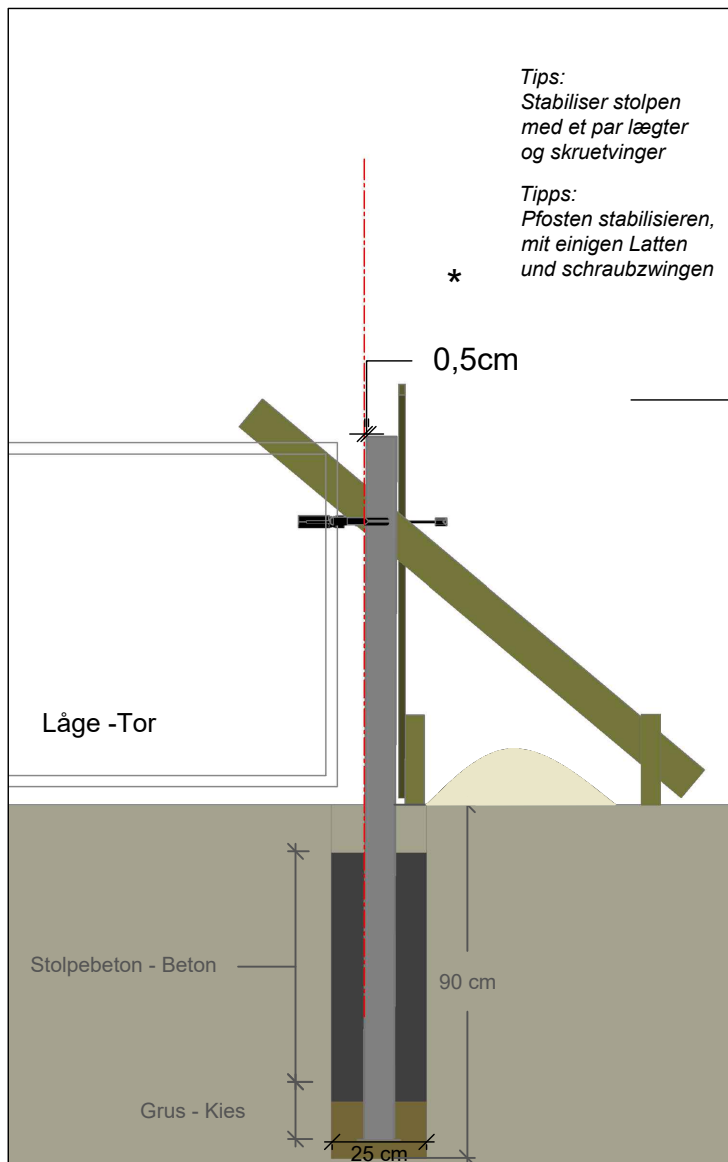 Tips:
Stabiliser stolpen
med et par lægter
og skruetvinger
Tipps:
Pfosten stabilisieren,
mit einigen Latten
und schraubzwingen
*
0,5cm
Låge -Tor
Stolpebeton - Beton
90 cm
Grus - Kies
25 cm